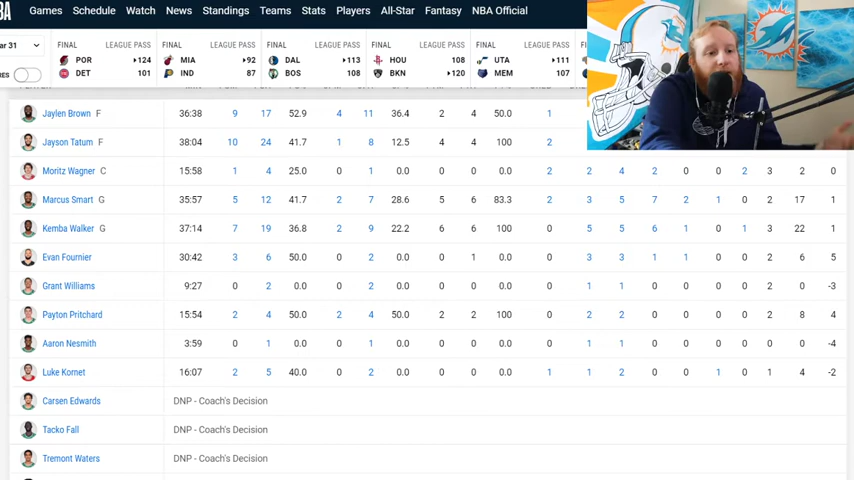 BA Games Schedule Watch News Standings Teams Stats Players All-Star Fantasy NBA Official
ar 31 FINAL LEAGUE PASS FINAL LEAGUE PASS FINAL LEAGUE PASS FINAL LEAGUE PASS FINAL LEAGUE PASS FINAL
POR 124 MIA 92 DAL 113 HOU 108 UTA 111
RES DET 101 IND 87 BOS 108 BKN 120 MEM 107
Jaylen Brown F 36:38 9 17 52.9 4 11 36.4 2 4 50.0 1
Jayson Tatum F 38:04 10 24 41.7 1 8 12.5 4 4 100 2
Moritz Wagner C 15:58 1 4 25.0 0 1 0.0 0 0 0.0 2 2 4 2 0 0 2 3 2 0
Marcus Smart G 35:57 5 12 41.7 2 7 28.6 5 6 83.3 2 3 5 7 2 1 0 2 17 1
Kemba Walker G 37:14 7 19 36.8 2 9 22.2 6 6 100 0 5 5 6 1 0 1 3 22 1
Evan Fournier 30:42 3 6 50.0 0 2 0.0 0 1 0.0 0 3 3 1 1 0 0 2 6 5
Grant Williams 9:27 0 2 0.0 0 2 0.0 0 0 0.0 0 1 1 0 0 0 0 2 0 -3
Payton Pritchard 15:54 2 4 50.0 2 4 50.0 2 2 100 0 2 2 0 0 0 0 2 8 4
Aaron Nesmith 3:59 0 1 0.0 0 1 0.0 0 0 0.0 0 1 1 0 0 0 0 0 0 -4
Luke Kornet 16:07 2 5 40.0 0 2 0.0 0 0 0.0 1 1 2 0 0 1 0 1 4 -2
Carsen Edwards DNP - Coach's Decision
Tacko Fall DNP - Coach's Decision
Tremont Waters DNP - Coach's Decision